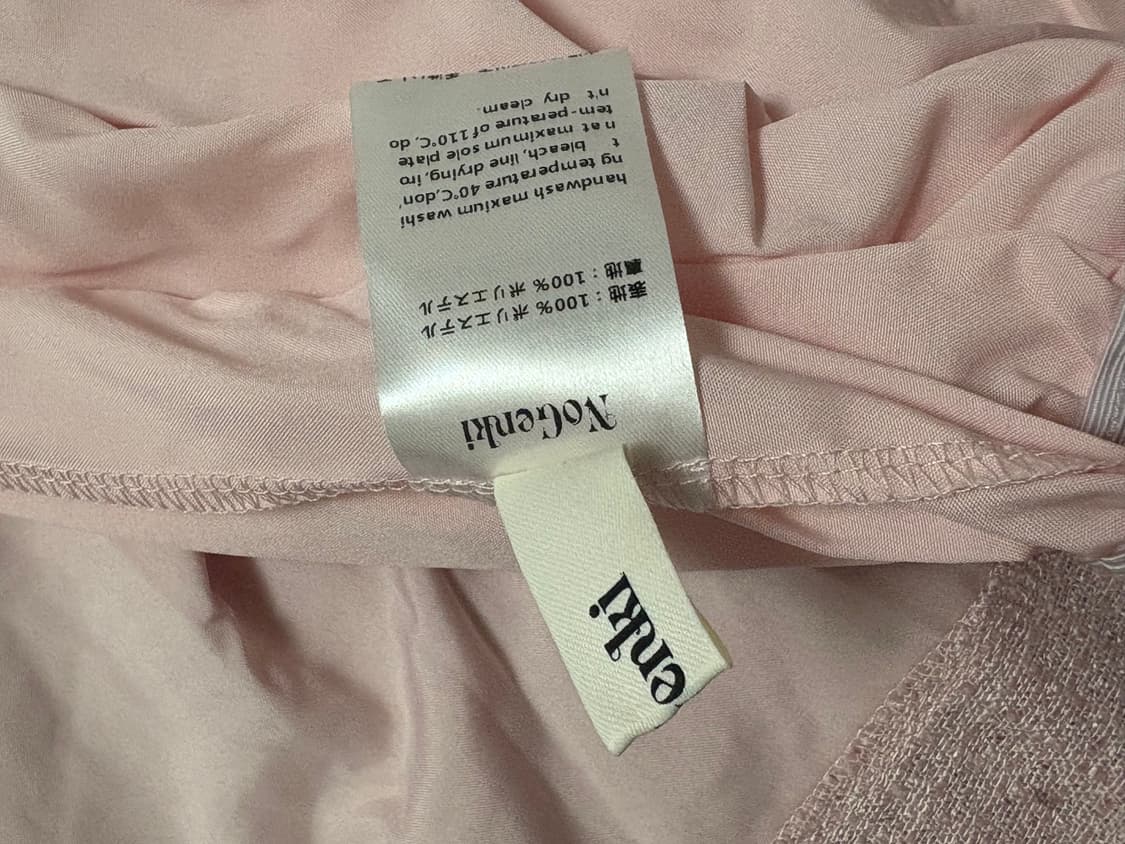 NoGenki
表地：100% ポリエステル
裏地：100% ポリエステル
handwash maxium washi
ng temperature 40°C,don'
t bleach, line drying, iro
n at maximum sole plate
tem-perature of 110°C, do
n't dry cleam.
enki